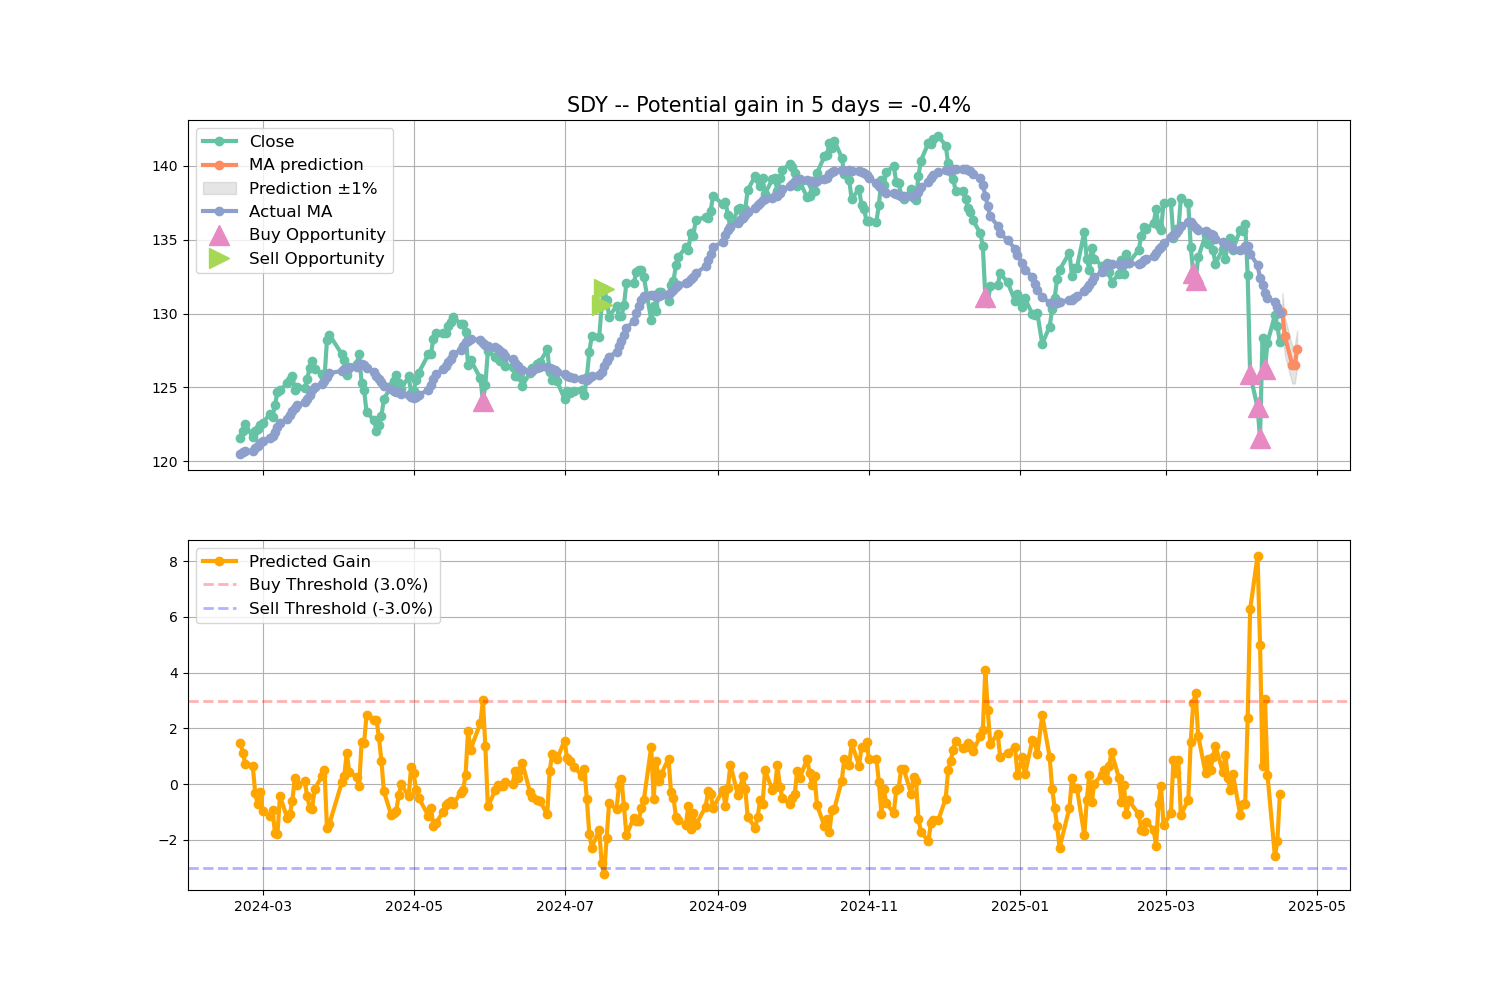 SDY -- Potential gain in 5 days = -0.4%
Close
MA prediction
Prediction ±1%
Actual MA
Buy Opportunity
Sell Opportunity
140
135
130
125
120
Predicted Gain
Buy Threshold (3.0%)
Sell Threshold (-3.0%)
8
6
4
2
0
−2
2024-03 2024-05 2024-07 2024-09 2024-11 2025-01 2025-03 2025-05